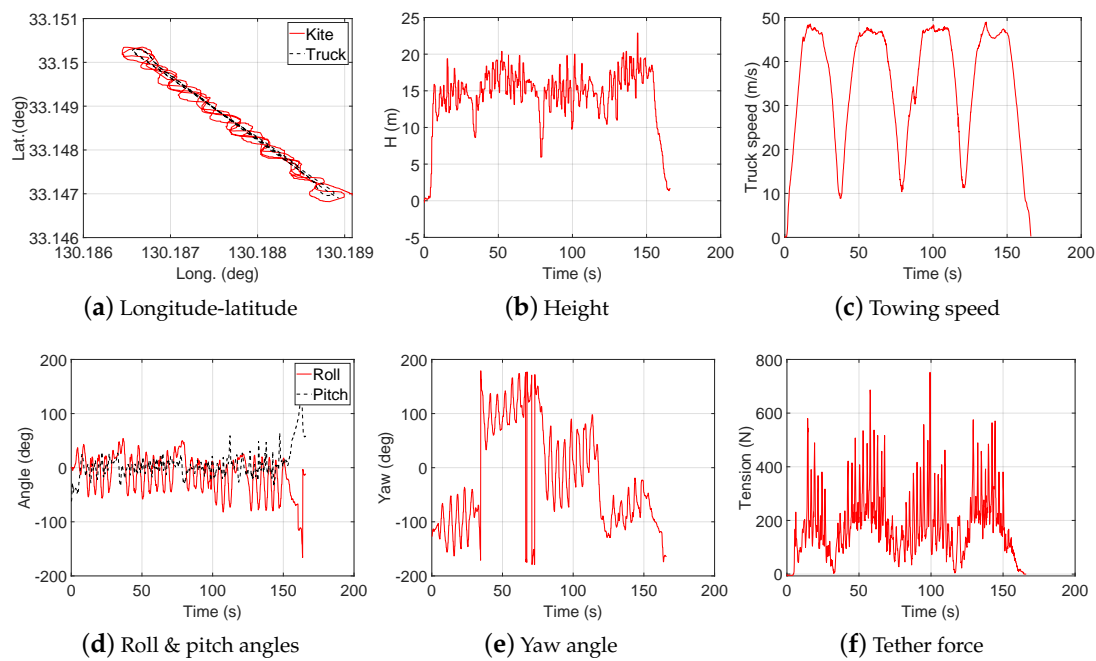 33.151
33.15
33.149
33.148
33.147
33.146
Lat.(deg)
130.186
130.187
130.188
130.189
Long. (deg)
Kite
Truck
(a) Longitude-latitude
25
20
15
10
5
0
-5
H (m)
0
50
100
150
200
Time (s)
(b) Height
50
40
30
20
10
0
Truck speed (m/s)
0
50
100
150
200
Time (s)
(c) Towing speed
200
100
0
-100
-200
Angle (deg)
0
50
100
150
200
Time (s)
Roll
Pitch
(d) Roll & pitch angles
200
100
0
-100
-200
Yaw (deg)
0
50
100
150
200
Time (s)
(e) Yaw angle
800
600
400
200
0
Tension (N)
0
50
100
150
200
Time (s)
(f) Tether force